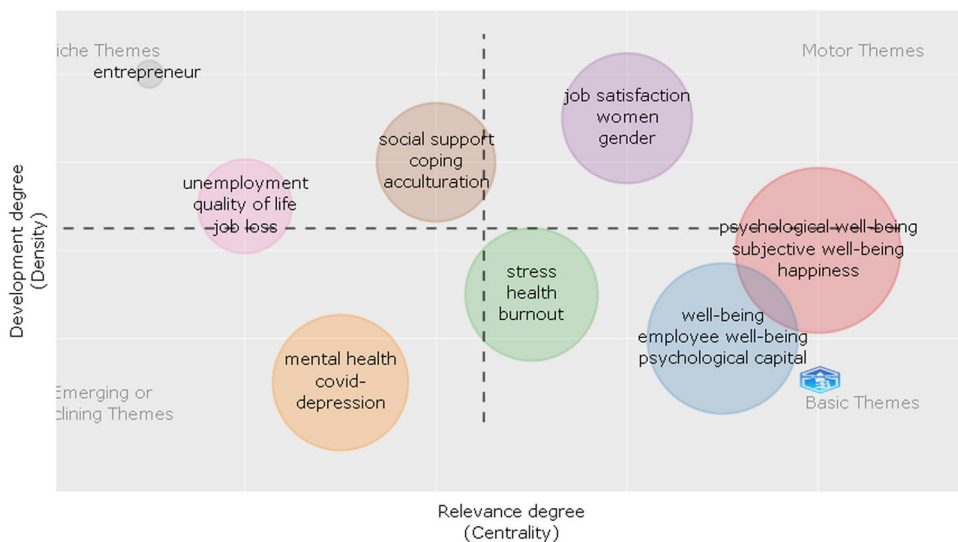 iche Themes
Motor Themes
entrepreneur
job satisfaction
women
gender
social support
coping
acculturation
unemployment
quality of life
job loss
psychological well-being
subjective well-being
happiness
stress
health
burnout
well-being
employee well-being
psychological capital
mental health
covid-
depression
Emerging or
clining Themes
Basic Themes
Development degree
(Density)
Relevance degree
(Centrality)